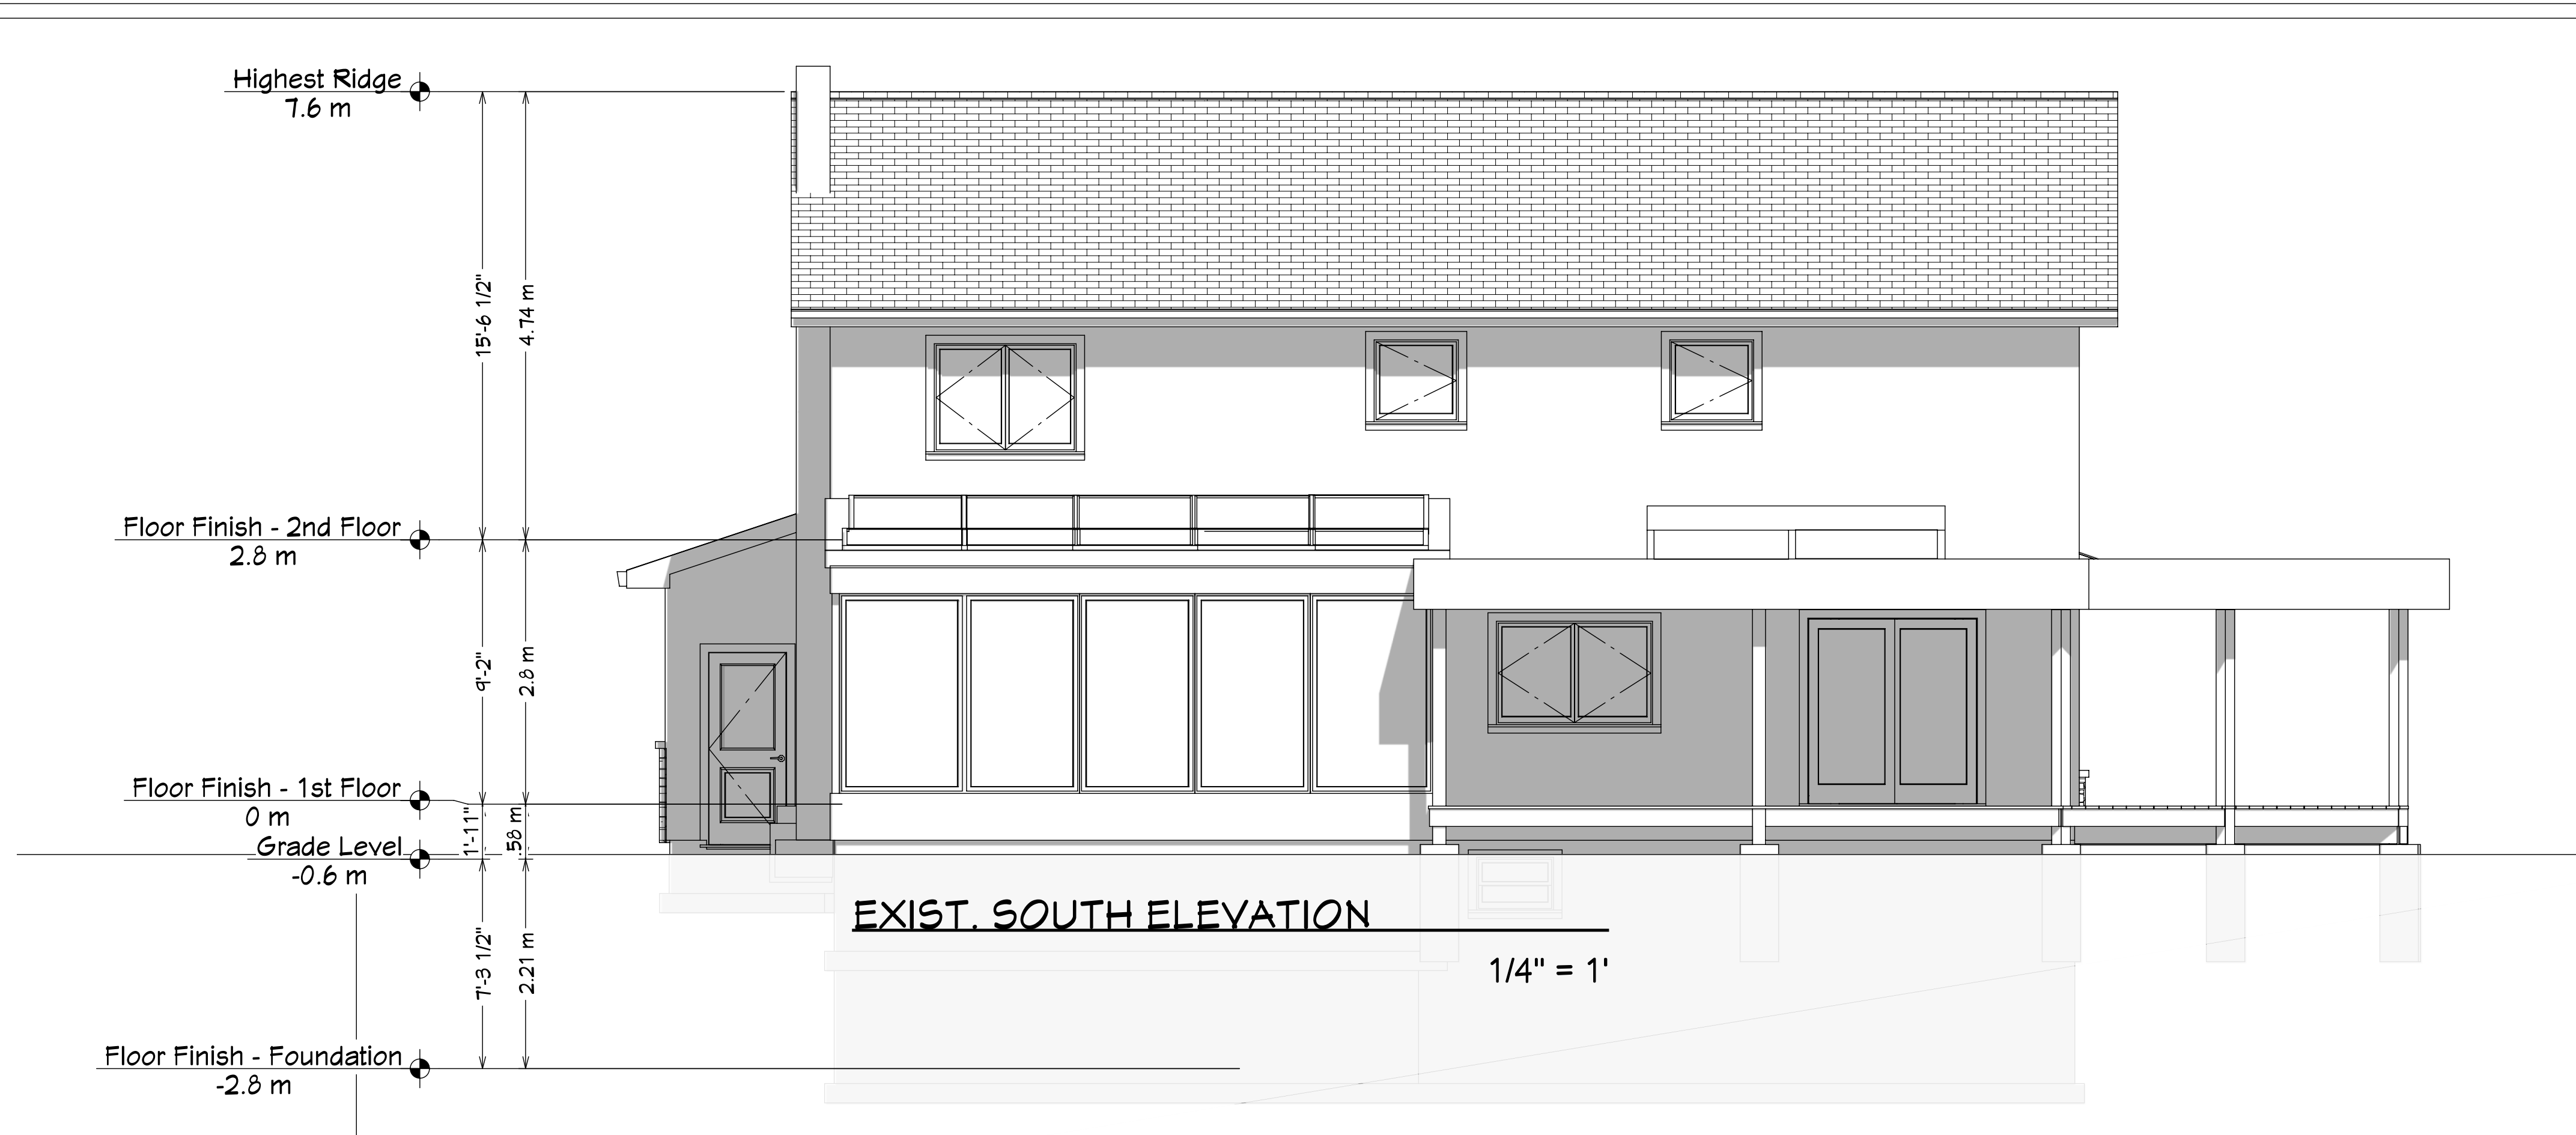 Highest Ridge
7.6 m
15'-6 1/2"
4.74 m
Floor Finish - 2nd Floor
2.8 m
9'-2"
2.8 m
Floor Finish - 1st Floor
0 m
1'-11"
.58 m
Grade Level
-0.6 m
7'-3 1/2"
2.21 m
Floor Finish - Foundation
-2.8 m
EXIST. SOUTH ELEVATION
1/4" = 1'